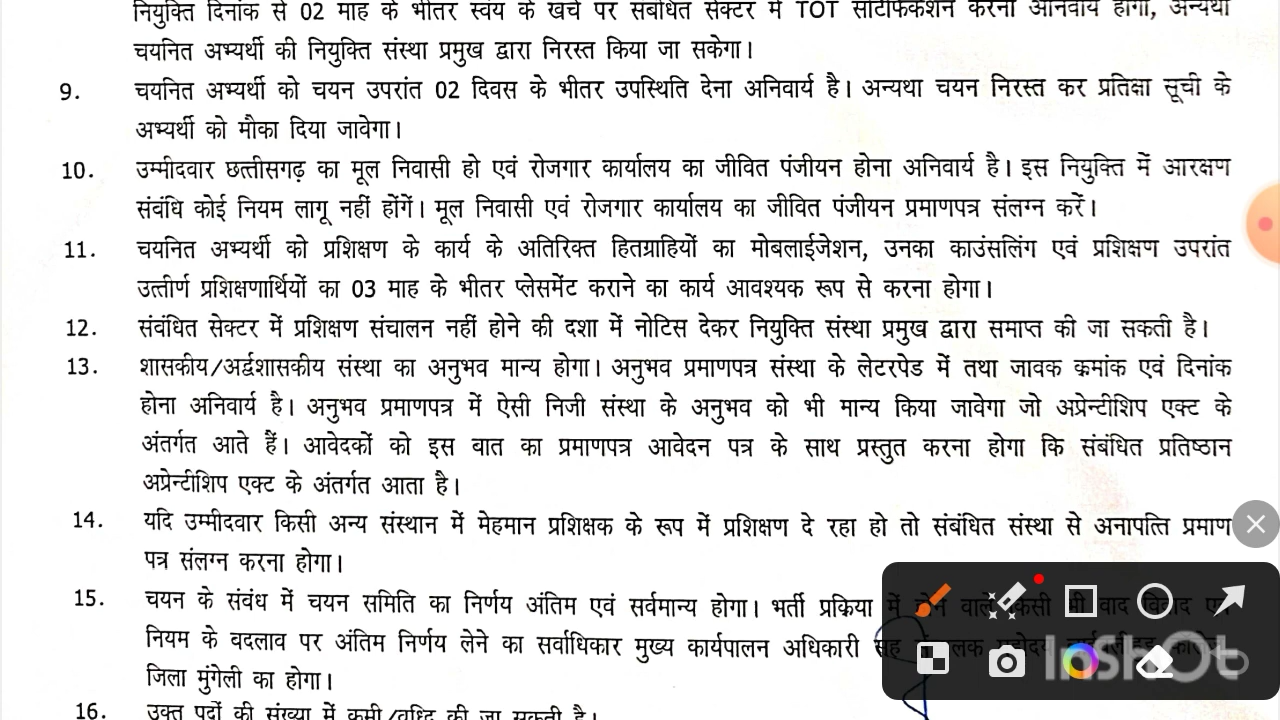 नियुक्ति दिनांक से 02 माह के भीतर स्वंय के खर्च पर संबंधित सेक्टर में TOT सर्टिफिकेशन करना अनिवार्य होगा, अन्यथा
चयनित अभ्यर्थी की नियुक्ति संस्था प्रमुख द्वारा निरस्त किया जा सकेगा।
9. चयनित अभ्यर्थी को चयन उपरांत 02 दिवस के भीतर उपस्थिति देना अनिवार्य है। अन्यथा चयन निरस्त कर प्रतिक्षा सूची के
अभ्यर्थी को मौका दिया जावेगा।
10. उम्मीदवार छत्तीसगढ़ का मूल निवासी हो एवं रोजगार कार्यालय का जीवित पंजीयन होना अनिवार्य है। इस नियुक्ति में आरक्षण
संबंधि कोई नियम लागू नहीं होंगें। मूल निवासी एवं रोजगार कार्यालय का जीवित पंजीयन प्रमाणपत्र संलग्न करें।
11. चयनित अभ्यर्थी को प्रशिक्षण के कार्य के अतिरिक्त हितग्राहियों का मोबलाईजेशन, उनका काउंसलिंग एवं प्रशिक्षण उपरांत
उत्तीर्ण प्रशिक्षणार्थियों का 03 माह के भीतर प्लेसमेंट कराने का कार्य आवश्यक रूप से करना होगा।
12. संबंधित सेक्टर में प्रशिक्षण संचालन नहीं होने की दशा में नोटिस देकर नियुक्ति संस्था प्रमुख द्वारा समाप्त की जा सकती है।
13. शासकीय/अर्द्वशासकीय संस्था का अनुभव मान्य होगा। अनुभव प्रमाणपत्र संस्था के लेटरपेड में तथा जावक क्रमांक एवं दिनांक
होना अनिवार्य है। अनुभव प्रमाणपत्र में ऐसी निजी संस्था के अनुभव को भी मान्य किया जावेगा जो अप्रेन्टीशिप एक्ट के
अंतर्गत आते हैं। आवेदकों को इस वात का प्रमाणपत्र आवेदन पत्र के साथ प्रस्तुत करना होगा कि संबंधित प्रतिष्ठान
अप्रेन्टीशिप एक्ट के अंतर्गत आता है।
14. यदि उम्मीदवार किसी अन्य संस्थान में मेहमान प्रशिक्षक के रूप में प्रशिक्षण दे रहा हो तो संबंधित संस्था से अनापत्ति प्रमाण
पत्र संलग्न करना होगा।
15. चयन के संवंध में चयन समिति का निर्णय अंतिम एवं सर्वमान्य होगा। भर्ती प्रक्रिया में होने वाले किसी भी वाद विवाद एवं
नियम के वदलाव पर अंतिम निर्णय लेने का सर्वाधिकार मुख्य कार्यपालन अधिकारी सह
जिला मुंगेली का होगा।
16. उक्त पदों की संख्या में कमी/वृध्दि की जा सकती है।
InShOt